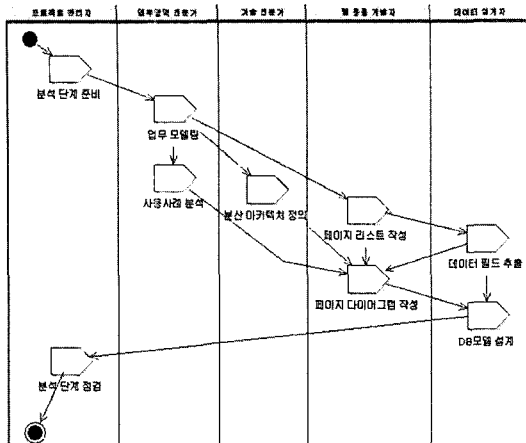 프로젝트 관리자
업무영역 전문가
기술 전문가
웹 응용 개발자
데이터 설계자
분석 단계 준비
업무 모델링
사용사례 분석
분산 아키텍처 정의
페이지 리스트 작성
데이터 필드 추출
페이지 다이어그램 작성
DB모델 설계
분석 단계 점검